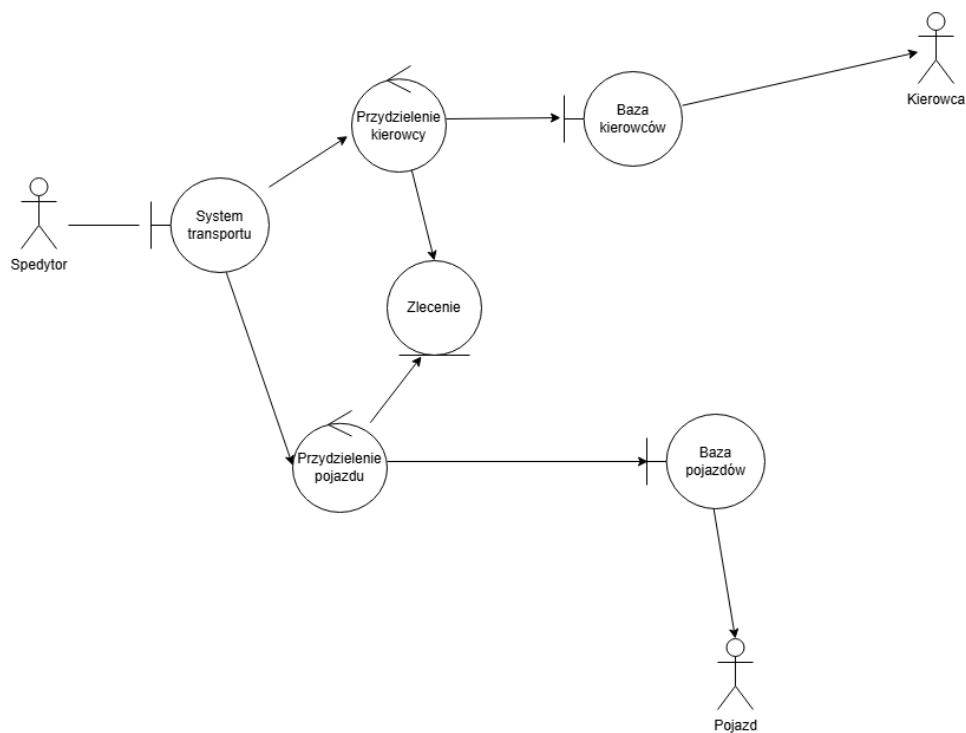 Kierowca
Przydzielenie
kierowcy
Baza
kierowców
System
transportu
Spedytor
Zlecenie
Przydzielenie
pojazdu
Baza
pojazdów
Pojazd